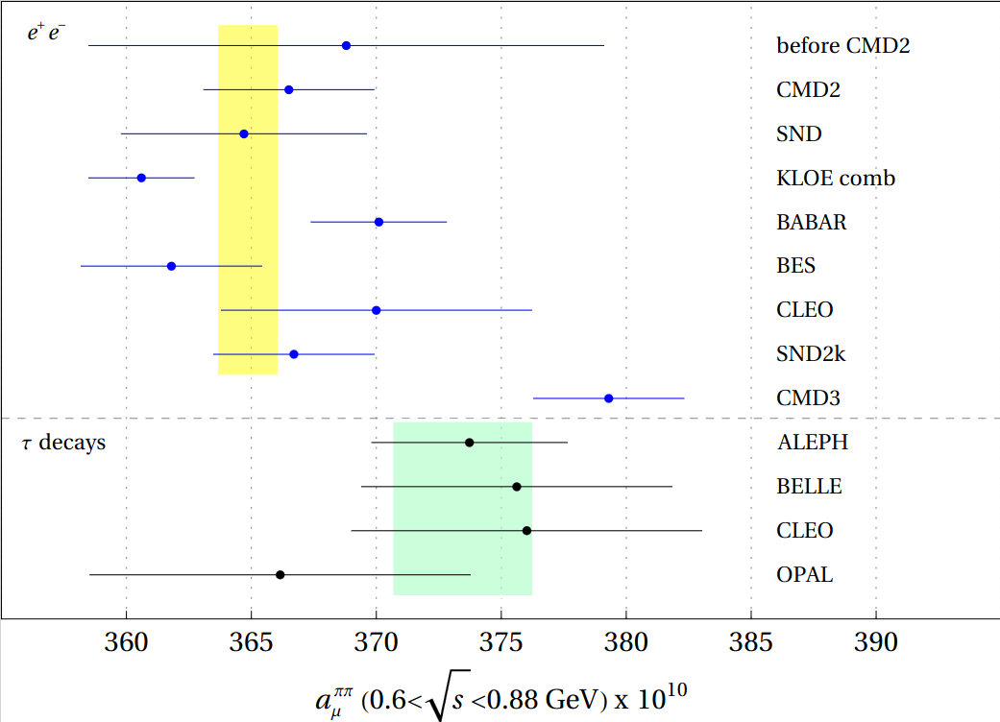 e⁺ e⁻
before CMD2
CMD2
SND
KLOE comb
BABAR
BES
CLEO
SND2k
CMD3
τ decays
ALEPH
BELLE
CLEO
OPAL
360 365 370 375 380 385 390
a_μ^ππ (0.6<√s <0.88 GeV) x 10¹⁰